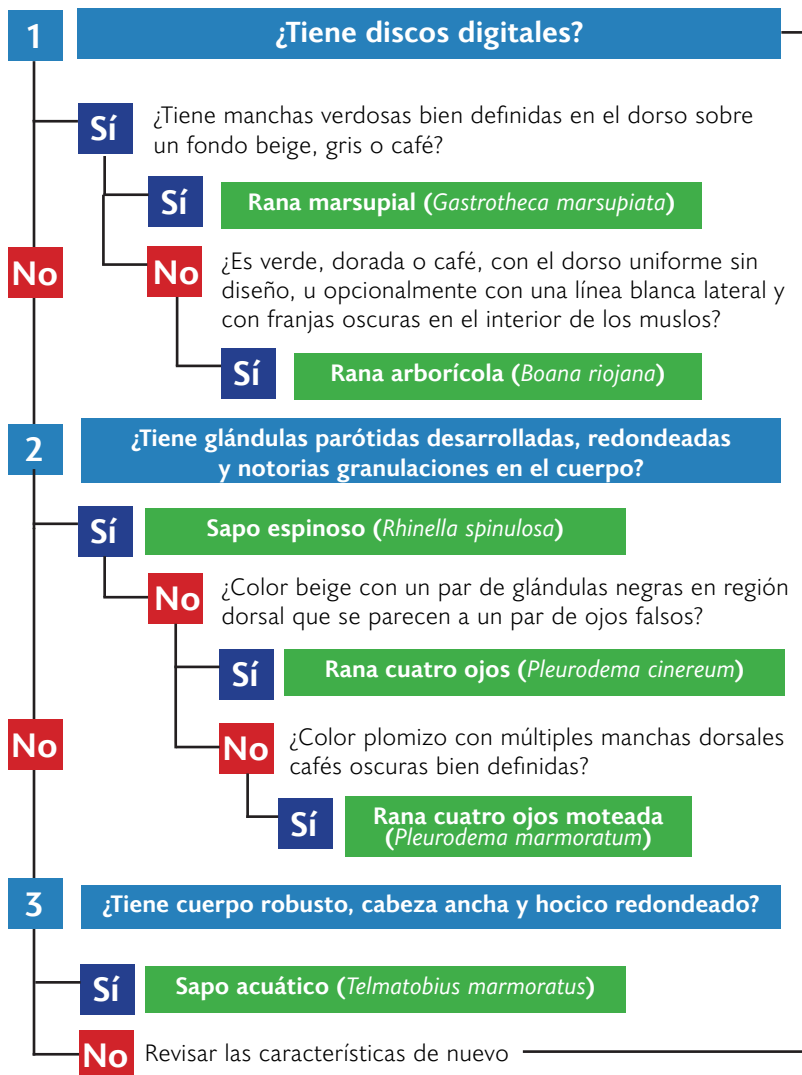 1 ¿Tiene discos digitales?
Sí ¿Tiene manchas verdosas bien definidas en el dorso sobre
un fondo beige, gris o café?
Sí Rana marsupial (Gastrotheca marsupiata)
No
No ¿Es verde, dorada o café, con el dorso uniforme sin
diseño, u opcionalmente con una línea blanca lateral y
con franjas oscuras en el interior de los muslos?
Sí Rana arborícola (Boana riojana)
2 ¿Tiene glándulas parótidas desarrolladas, redondeadas
y notorias granulaciones en el cuerpo?
Sí Sapo espinoso (Rhinella spinulosa)
No ¿Color beige con un par de glándulas negras en región
dorsal que se parecen a un par de ojos falsos?
Sí Rana cuatro ojos (Pleurodema cinereum)
No
No ¿Color plomizo con múltiples manchas dorsales
cafés oscuras bien definidas?
Sí Rana cuatro ojos moteada
(Pleurodema marmoratum)
3 ¿Tiene cuerpo robusto, cabeza ancha y hocico redondeado?
Sí Sapo acuático (Telmatobius marmoratus)
No Revisar las características de nuevo